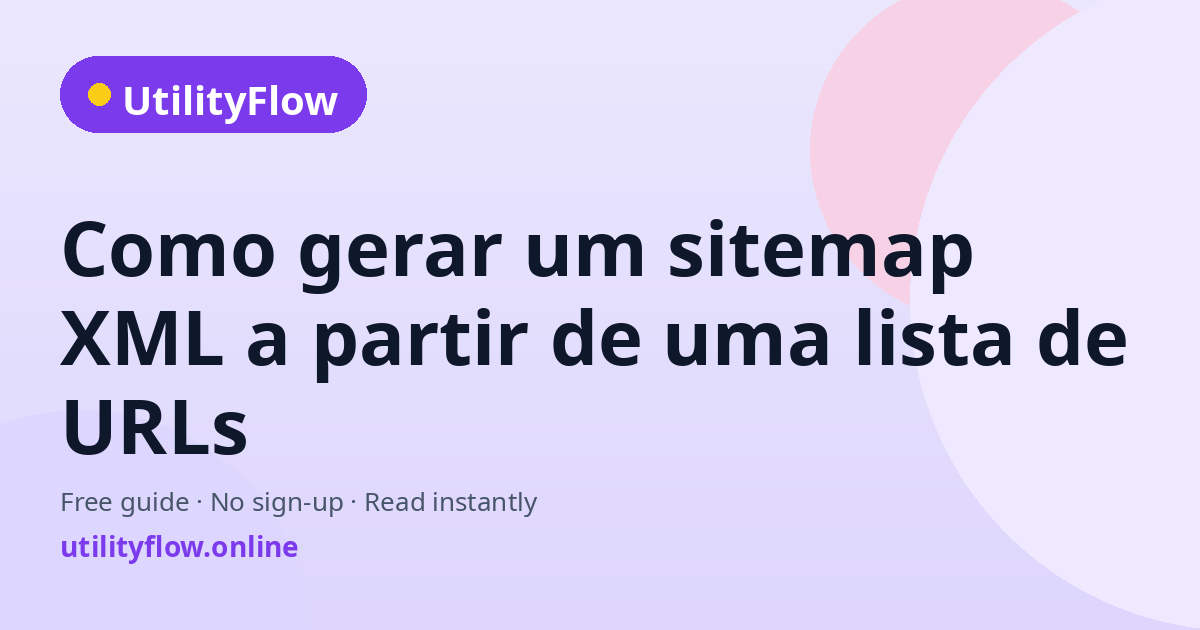 UtilityFlow
Como gerar um sitemap
XML a partir de uma lista de
URLs
Free guide · No sign-up · Read instantly
utilityflow.online